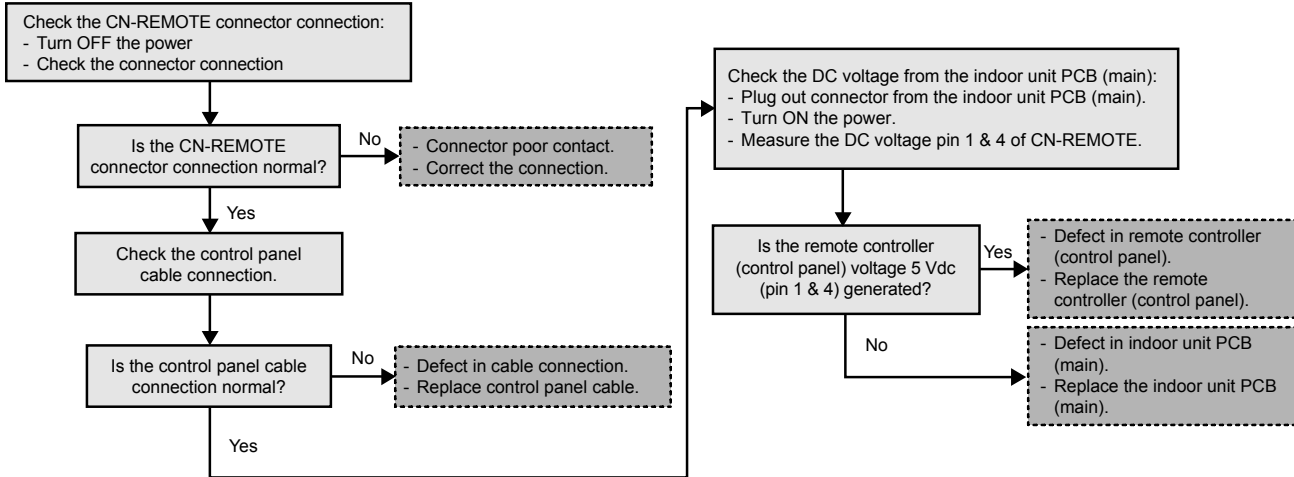 Check the CN-REMOTE connector connection:
- Turn OFF the power
- Check the connector connection
Is the CN-REMOTE
connector connection normal?
No
- Connector poor contact.
- Correct the connection.
Yes
Check the control panel
cable connection.
Is the control panel cable
connection normal?
No
- Defect in cable connection.
- Replace control panel cable.
Yes
Check the DC voltage from the indoor unit PCB (main):
- Plug out connector from the indoor unit PCB (main).
- Turn ON the power.
- Measure the DC voltage pin 1 & 4 of CN-REMOTE.
Is the remote controller
(control panel) voltage 5 Vdc
(pin 1 & 4) generated?
Yes
- Defect in remote controller
(control panel).
- Replace the remote
controller (control panel).
No
- Defect in indoor unit PCB
(main).
- Replace the indoor unit PCB
(main).